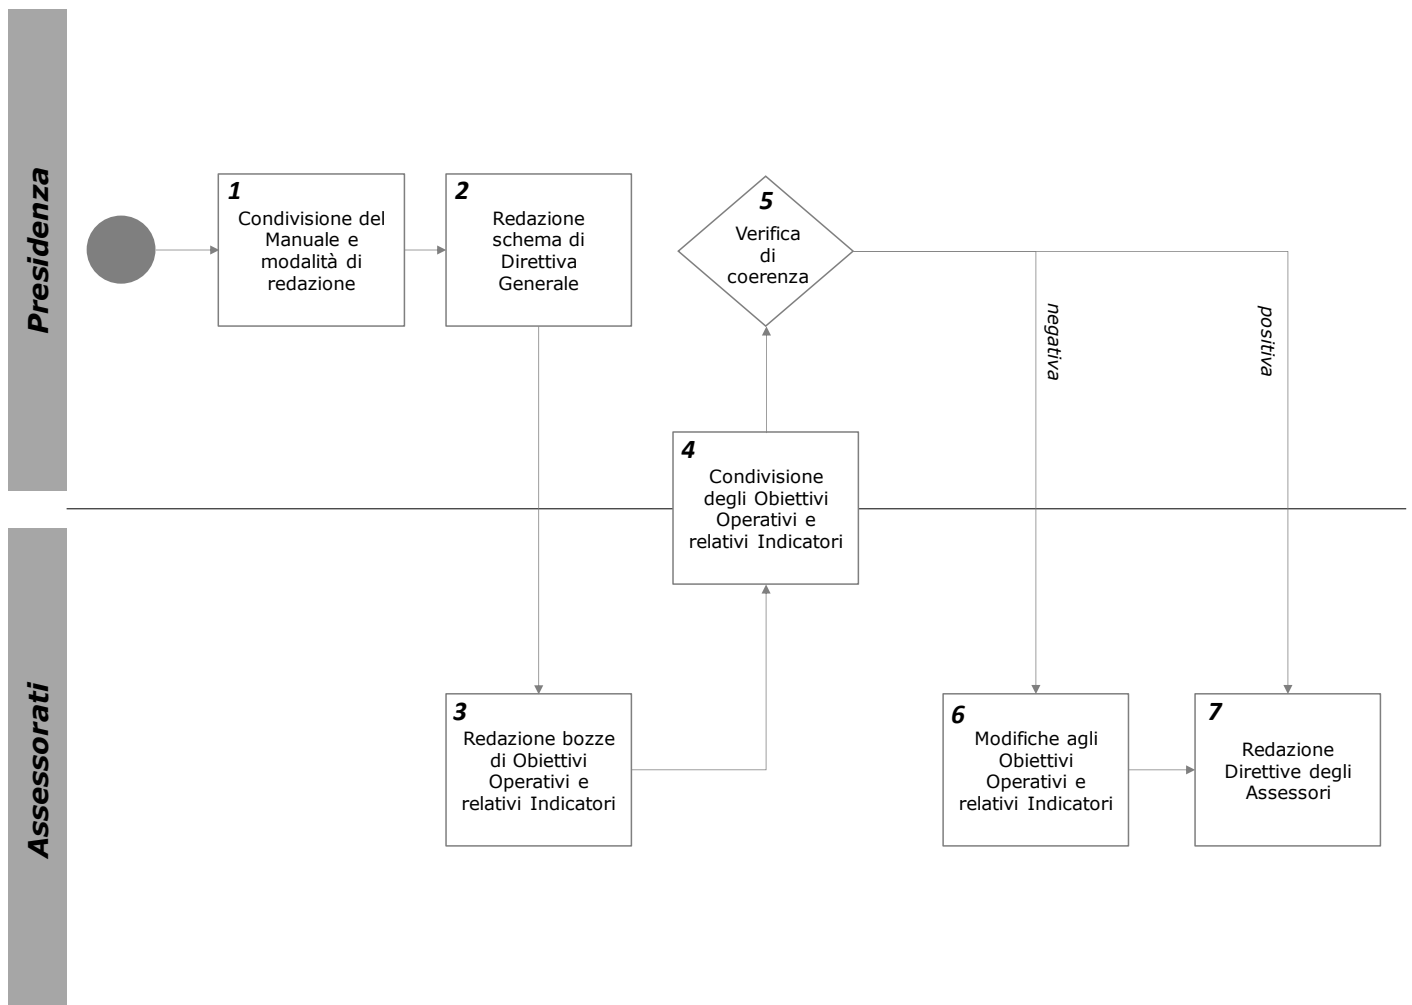 Presidenza
1
Condivisione del
Manuale e
modalità di
redazione
2
Redazione
schema di
Direttiva
Generale
5
Verifica
di
coerenza
negativa
positiva
4
Condivisione
degli Obiettivi
Operativi e
relativi Indicatori
Assessorati
3
Redazione bozze
di Obiettivi
Operativi e
relativi Indicatori
6
Modifiche agli
Obiettivi
Operativi e
relativi Indicatori
7
Redazione
Direttive degli
Assessori